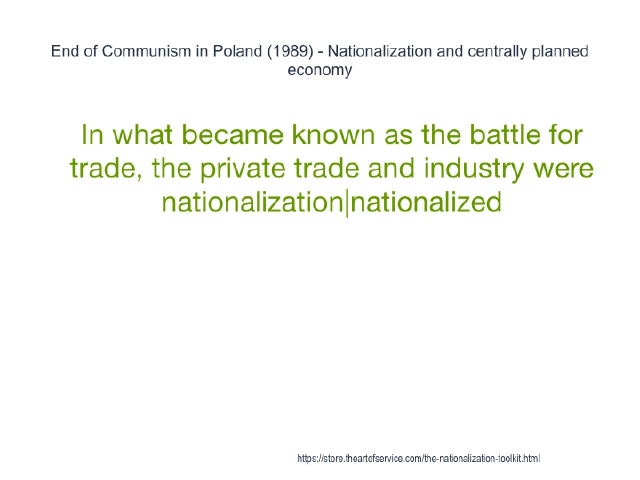 End of Communism in Poland (1989) - Nationalization and centrally planned
economy
In what became known as the battle for
trade, the private trade and industry were
nationalization|nationalized
https://store.theartofservice.com/the-nationalization-toolkit.html